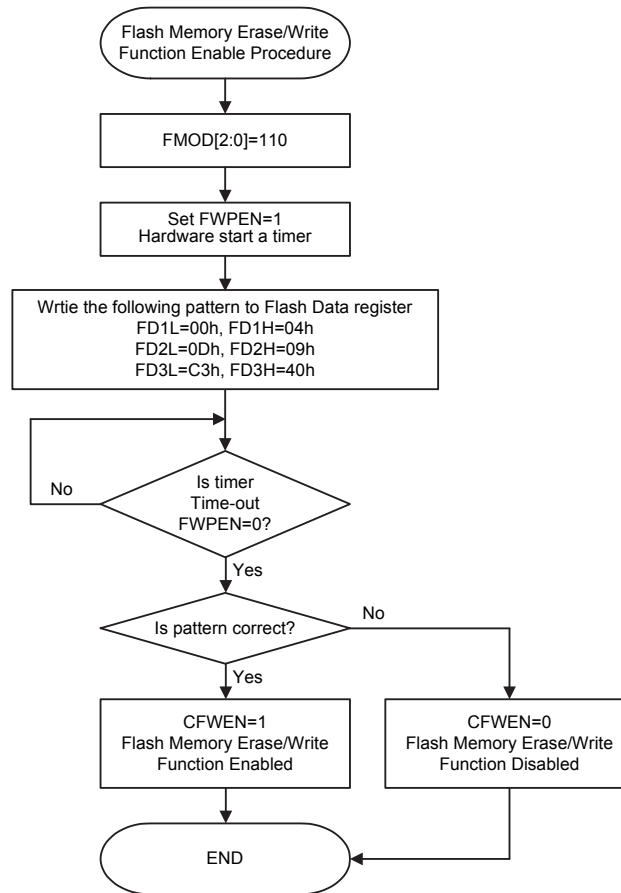 Flash Memory Erase/Write
Function Enable Procedure
FMOD[2:0]=110
Set FWPEN=1
Hardware start a timer
Wrtie the following pattern to Flash Data register
FD1L=00h, FD1H=04h
FD2L=0Dh, FD2H=09h
FD3L=C3h, FD3H=40h
Is timer
Time-out
FWPEN=0?
No
Yes
Is pattern correct?
No
Yes
CFWEN=1
Flash Memory Erase/Write
Function Enabled
CFWEN=0
Flash Memory Erase/Write
Function Disabled
END